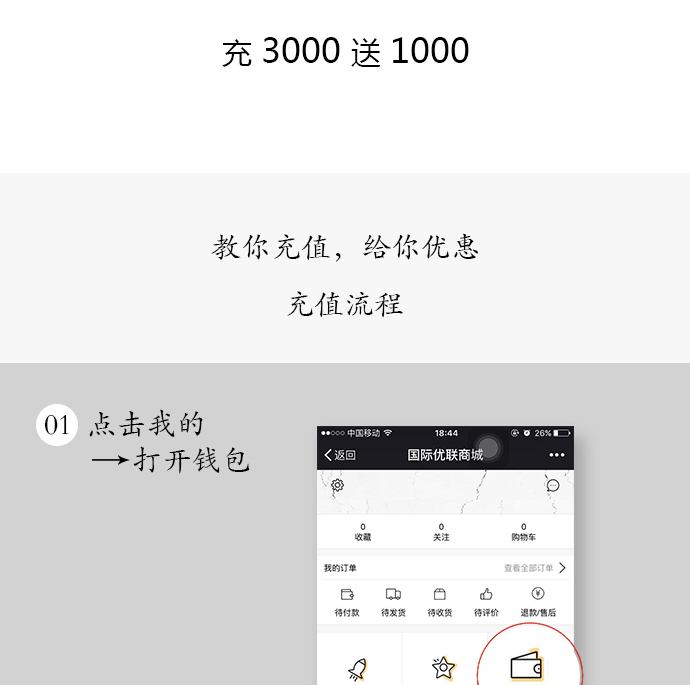 充 3000 送 1000
教你充值，给你优惠
充值流程
01 点击我的
→打开钱包
中国移动 18:44 26%
返回 国际优联商城
0 0 0
收藏 关注 购物车
我的订单 查看全部订单
待付款 待发货 待收货 待评价 退款/售后